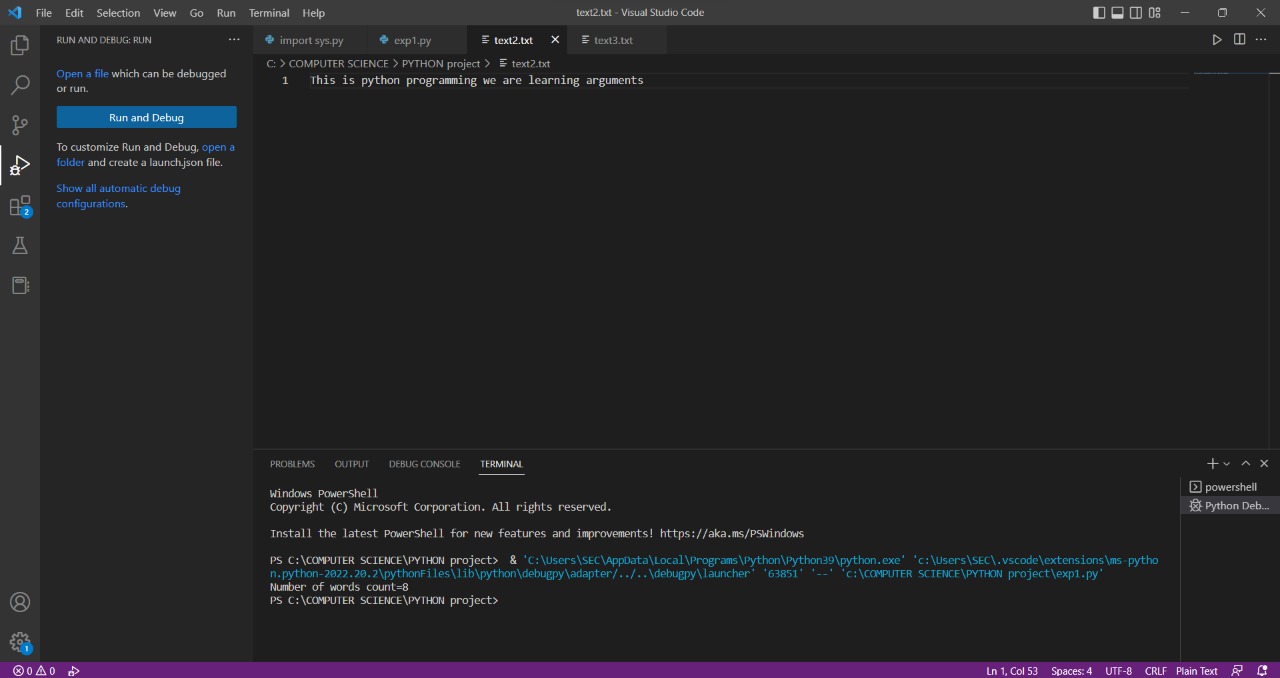 File Edit Selection View Go Run Terminal Help text2.txt - Visual Studio Code
RUN AND DEBUG: RUN ...
import sys.py exp1.py text2.txt text3.txt
C: > COMPUTER SCIENCE > PYTHON project > text2.txt
1 This is python programming we are learning arguments
Open a file which can be debugged
or run.
Run and Debug
To customize Run and Debug, open a
folder and create a launch.json file.
Show all automatic debug
configurations.
2
PROBLEMS OUTPUT DEBUG CONSOLE TERMINAL
powershell
Python Deb...
Windows PowerShell
Copyright (C) Microsoft Corporation. All rights reserved.
Install the latest PowerShell for new features and improvements! https://aka.ms/PSWindows
PS C:\COMPUTER SCIENCE\PYTHON project>  & 'C:\Users\SEC\AppData\Local\Programs\Python\Python39\python.exe' 'c:\Users\SEC\.vscode\extensions\ms-pytho
n.python-2022.20.2\pythonFiles\lib\python\debugpy\adapter/../..\debugpy\launcher' '63851' '--' 'c:\COMPUTER SCIENCE\PYTHON project\exp1.py'
Number of words count=8
PS C:\COMPUTER SCIENCE\PYTHON project>
1
0 0 Ln 1, Col 53 Spaces: 4 UTF-8 CRLF Plain Text